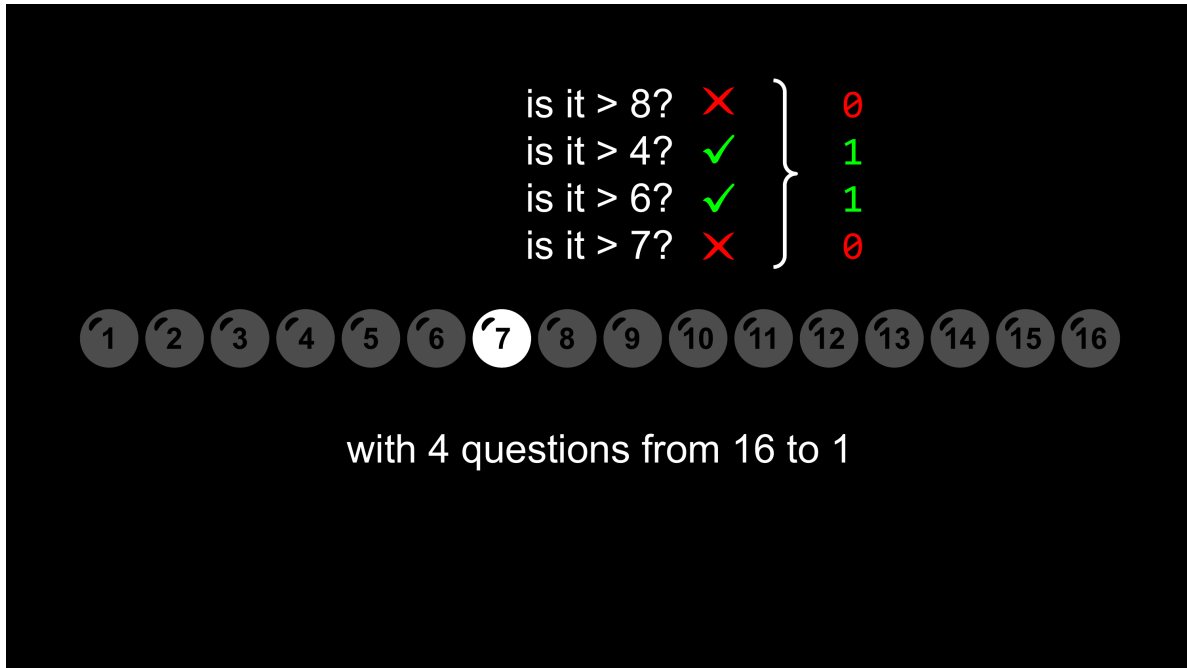 is it > 8? ✗ 0
is it > 4? ✓ 1
is it > 6? ✓ 1
is it > 7? ✗ 0
1 2 3 4 5 6 7 8 9 10 11 12 13 14 15 16
with 4 questions from 16 to 1